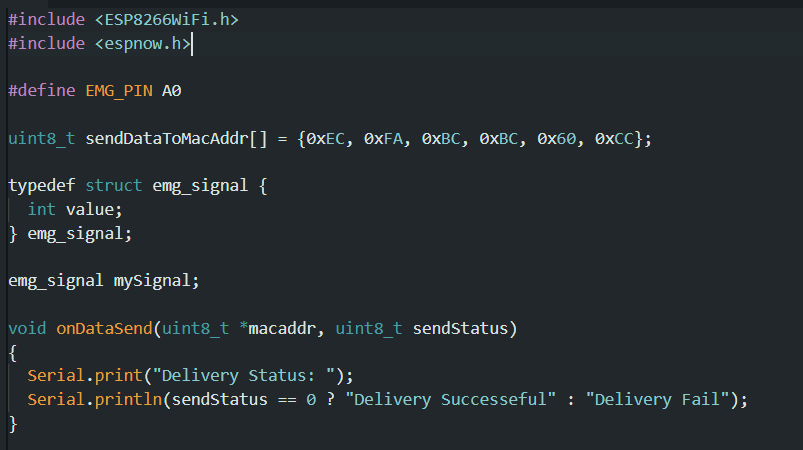 #include <ESP8266WiFi.h>
#include <espnow.h>
#define EMG_PIN A0
uint8_t sendDataToMacAddr[] = {0xEC, 0xFA, 0xBC, 0xBC, 0x60, 0xCC};
typedef struct emg_signal {
  int value;
} emg_signal;
emg_signal mySignal;
void onDataSend(uint8_t *macaddr, uint8_t sendStatus)
{
  Serial.print("Delivery Status: ");
  Serial.println(sendStatus == 0 ? "Delivery Successeful" : "Delivery Fail");
}